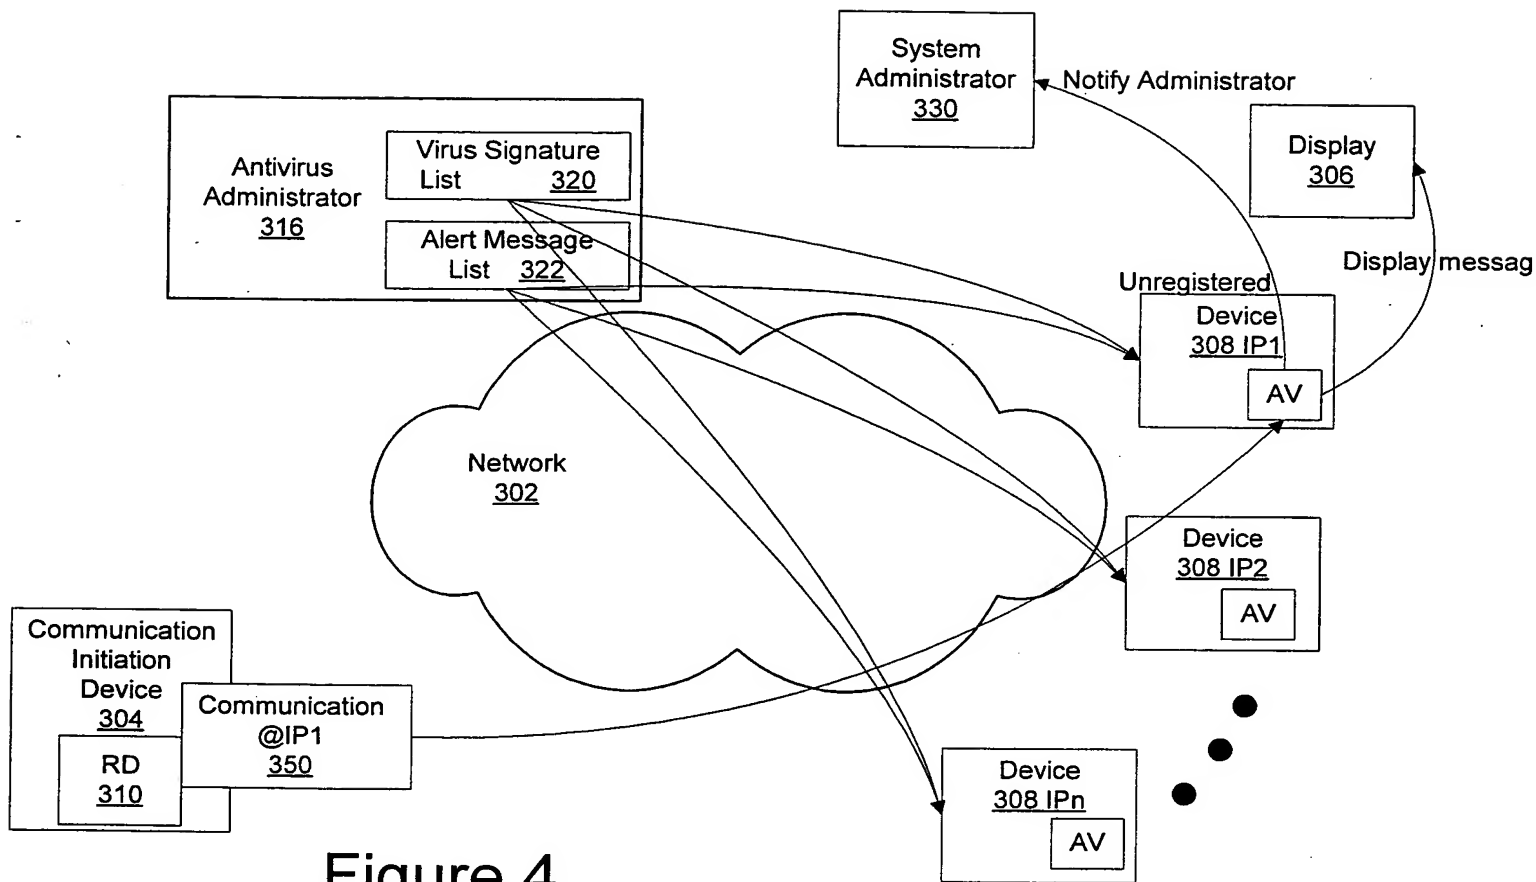 System
Administrator
330
Notify Administrator
Display
306
Display messag
Antivirus
Administrator
316
Virus Signature
List 320
Alert Message
List 322
Unregistered
Device
308 IP1
AV
Network
302
Device
308 IP2
AV
Communication
Initiation
Device
304
RD
310
Communication
@IP1
350
Device
308 IPn
AV
Figure 4